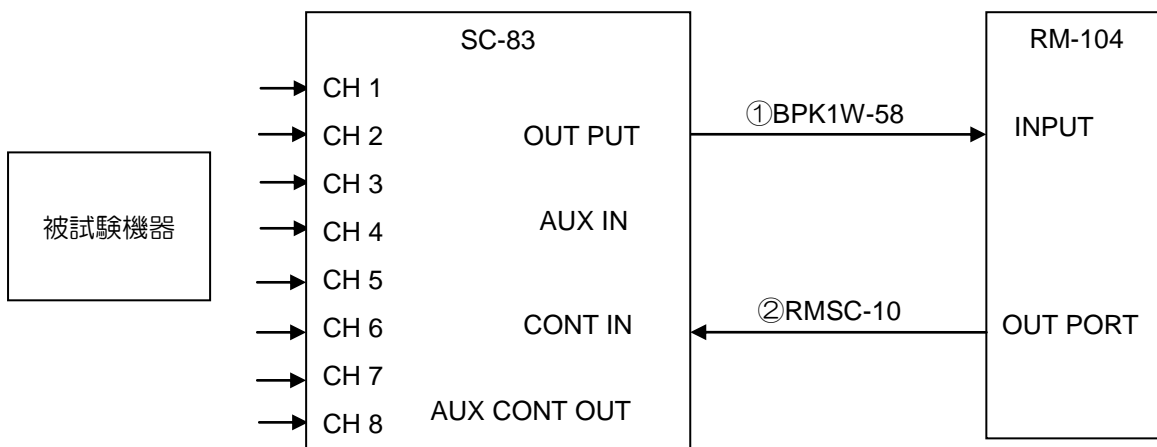 SC-83
RM-104
CH 1
CH 2
CH 3
CH 4
CH 5
CH 6
CH 7
CH 8
被試験機器
OUT PUT
AUX IN
CONT IN
AUX CONT OUT
①BPK1W-58
②RMSC-10
INPUT
OUT PORT